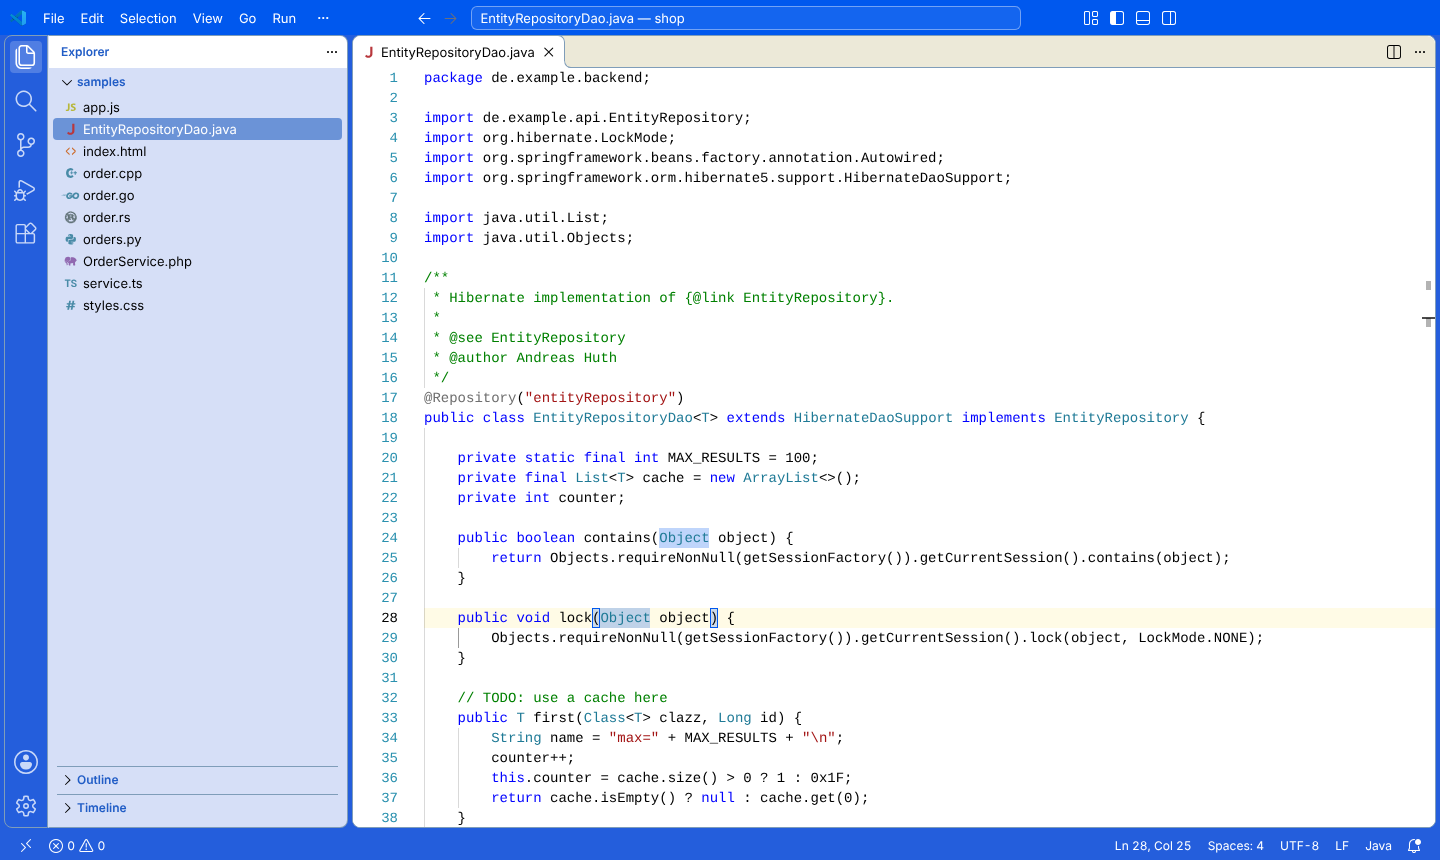 File Edit Selection View Go Run ···
EntityRepositoryDao.java — shop
Explorer
samples
JS app.js
J EntityRepositoryDao.java
<> index.html
C++ order.cpp
GO order.go
R order.rs
orders.py
php OrderService.php
TS service.ts
# styles.css
Outline
Timeline
J EntityRepositoryDao.java
1 package de.example.backend;
2
3 import de.example.api.EntityRepository;
4 import org.hibernate.LockMode;
5 import org.springframework.beans.factory.annotation.Autowired;
6 import org.springframework.orm.hibernate5.support.HibernateDaoSupport;
7
8 import java.util.List;
9 import java.util.Objects;
10
11 /**
12 * Hibernate implementation of {@link EntityRepository}.
13 *
14 * @see EntityRepository
15 * @author Andreas Huth
16 */
17 @Repository("entityRepository")
18 public class EntityRepositoryDao<T> extends HibernateDaoSupport implements EntityRepository {
19
20 private static final int MAX_RESULTS = 100;
21 private final List<T> cache = new ArrayList<>();
22 private int counter;
23
24 public boolean contains(Object object) {
25 return Objects.requireNonNull(getSessionFactory()).getCurrentSession().contains(object);
26 }
27
28 public void lock(Object object) {
29 Objects.requireNonNull(getSessionFactory()).getCurrentSession().lock(object, LockMode.NONE);
30 }
31
32 // TODO: use a cache here
33 public T first(Class<T> clazz, Long id) {
34 String name = "max=" + MAX_RESULTS + "\n";
35 counter++;
36 this.counter = cache.size() > 0 ? 1 : 0x1F;
37 return cache.isEmpty() ? null : cache.get(0);
38 }
0 0 Ln 28, Col 25 Spaces: 4 UTF-8 LF Java